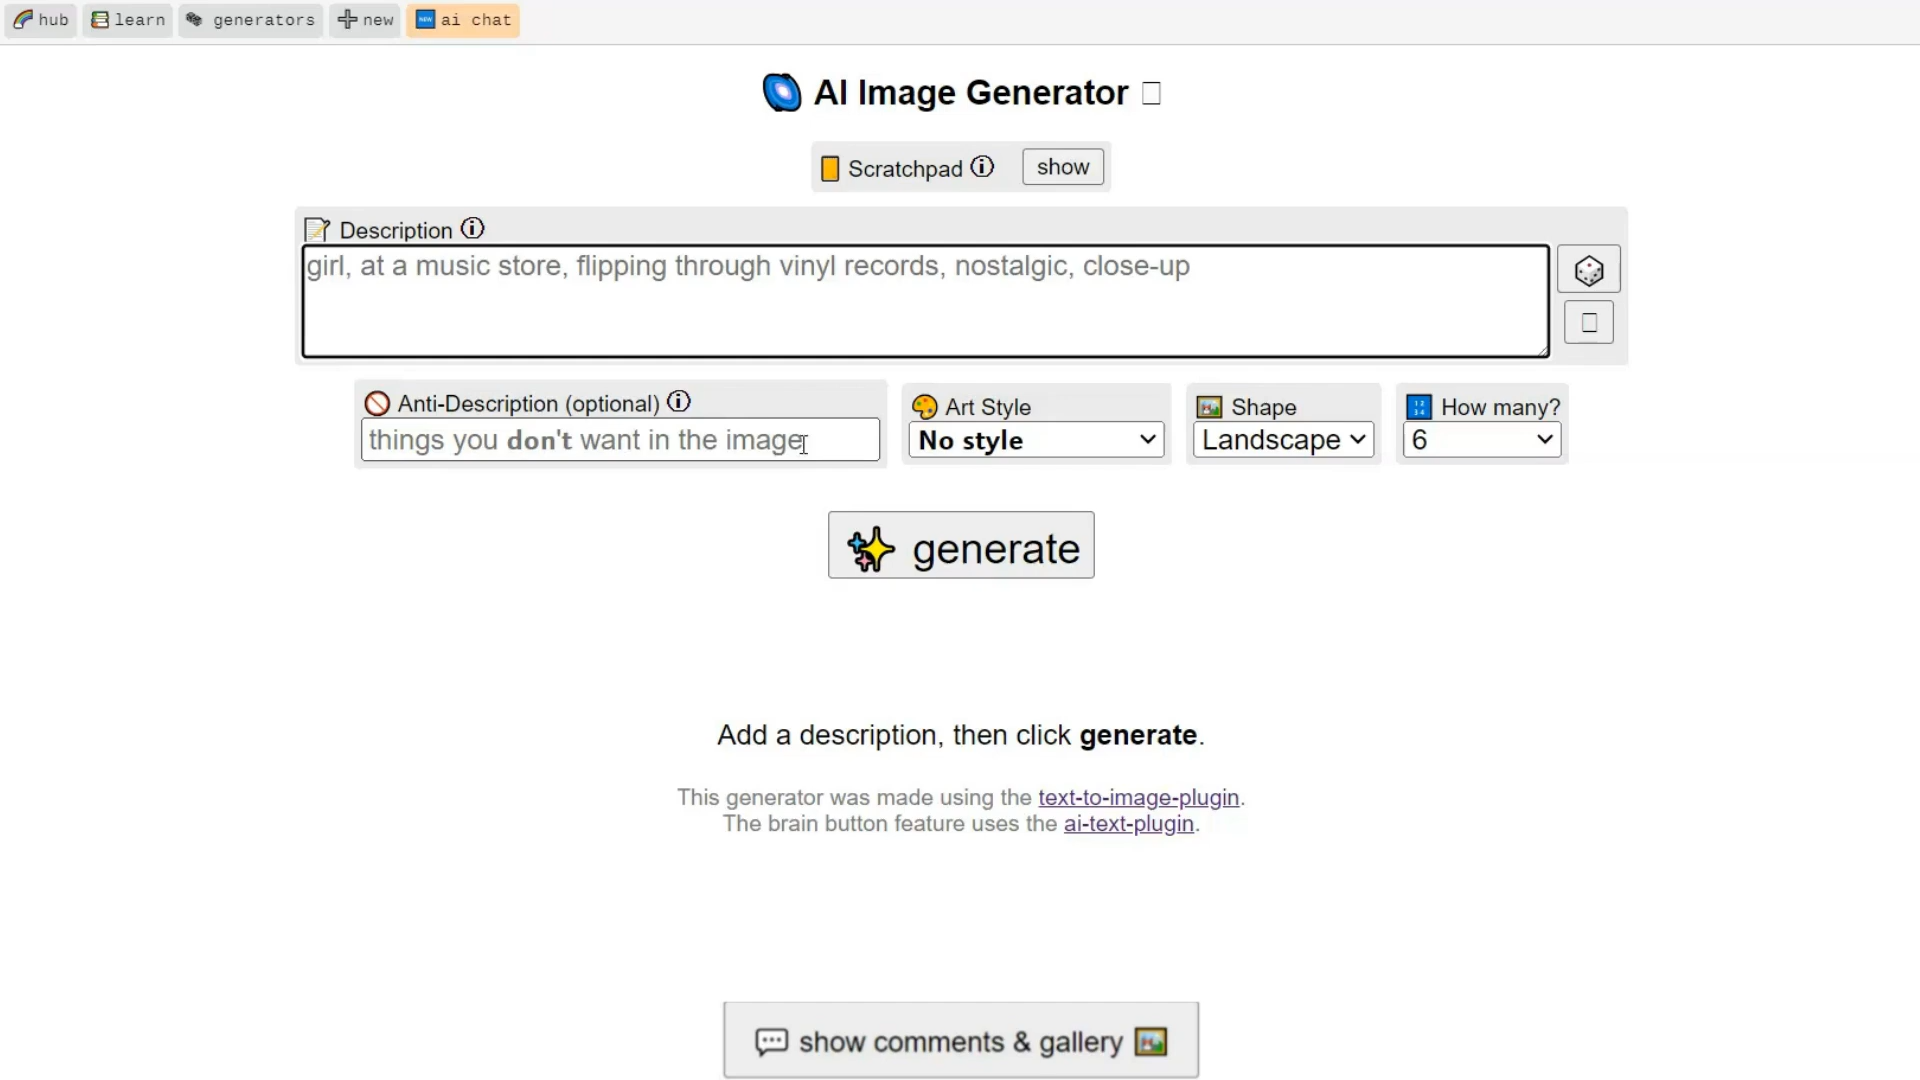 hub learn generators new ai chat
AI Image Generator
Scratchpad show
Description
girl, at a music store, flipping through vinyl records, nostalgic, close-up
Anti-Description (optional) Art Style Shape How many?
things you don't want in the image No style Landscape 6
generate
Add a description, then click generate.
This generator was made using the text-to-image-plugin.
The brain button feature uses the ai-text-plugin.
show comments & gallery